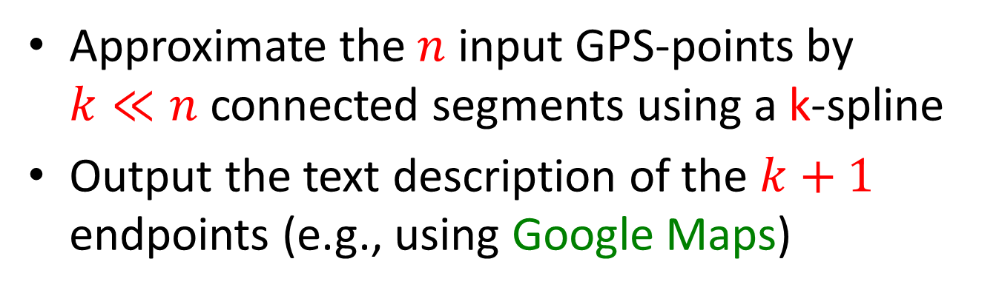 • Approximate the n input GPS-points by
k ≪ n connected segments using a k-spline
• Output the text description of the k + 1
endpoints (e.g., using Google Maps)